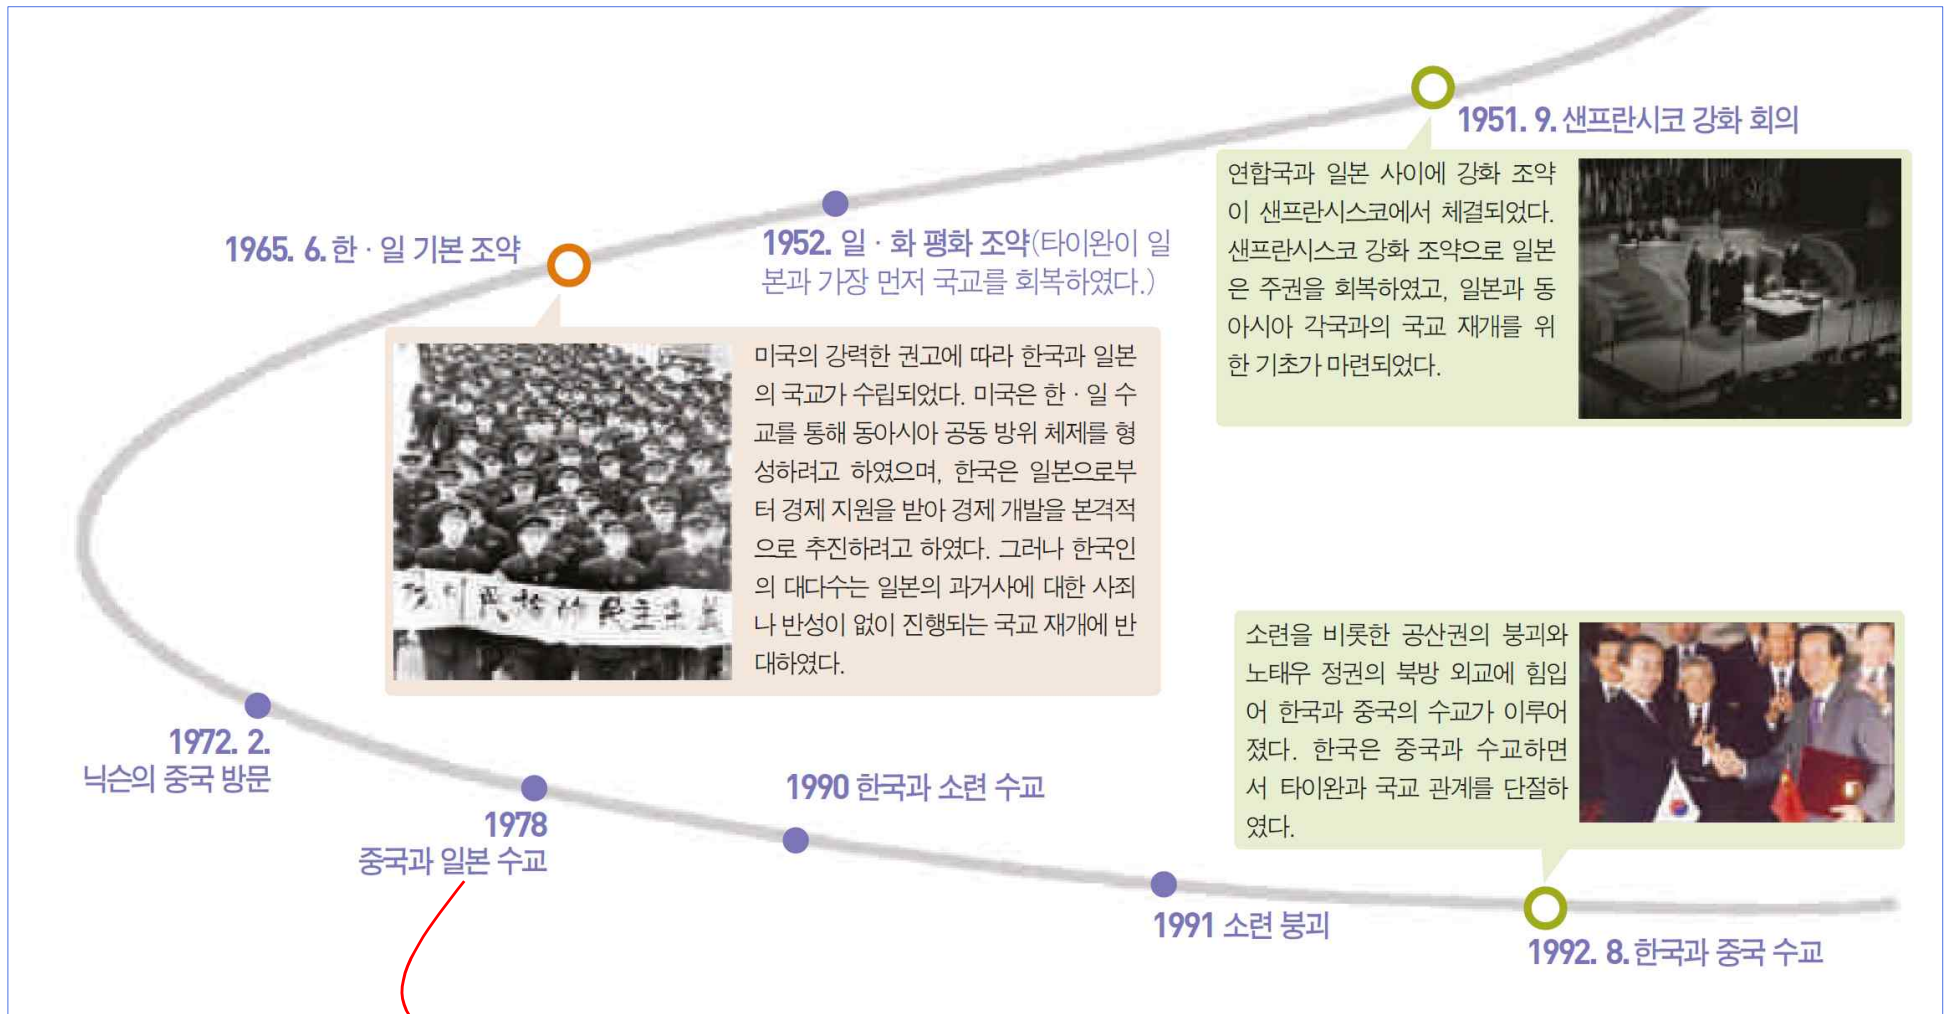 1951. 9. 샌프란시코 강화 회의
연합국과 일본 사이에 강화 조약
이 샌프란시스코에서 체결되었다.
샌프란시스코 강화 조약으로 일본
은 주권을 회복하였고, 일본과 동
아시아 각국과의 국교 재개를 위
한 기초가 마련되었다.
1952. 일·화 평화 조약(타이완이 일
본과 가장 먼저 국교를 회복하였다.)
1965. 6. 한·일 기본 조약
미국의 강력한 권고에 따라 한국과 일본
의 국교가 수립되었다. 미국은 한·일 수
교를 통해 동아시아 공동 방위 체제를 형
성하려고 하였으며, 한국은 일본으로부
터 경제 지원을 받아 경제 개발을 본격적
으로 추진하려고 하였다. 그러나 한국인
의 대다수는 일본의 과거사에 대한 사죄
나 반성이 없이 진행되는 국교 재개에 반
대하였다.
民主主義
1972. 2.
닉슨의 중국 방문
1978
중국과 일본 수교
1990 한국과 소련 수교
1991 소련 붕괴
소련을 비롯한 공산권의 붕괴와
노태우 정권의 북방 외교에 힘입
어 한국과 중국의 수교가 이루어
졌다. 한국은 중국과 수교하면
서 타이완과 국교 관계를 단절하
였다.
1992. 8. 한국과 중국 수교